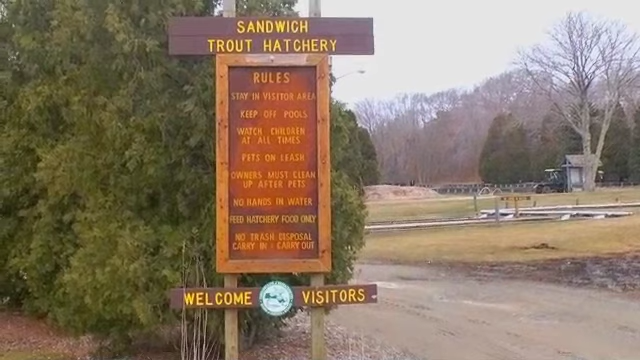 SANDWICH
TROUT HATCHERY
RULES
STAY IN VISITOR AREA
KEEP OFF POOLS
WATCH CHILDREN
AT ALL TIMES
PETS ON LEASH
OWNERS MUST CLEAN
UP AFTER PETS
NO HANDS IN WATER
FEED HATCHERY FOOD ONLY
NO TRASH DISPOSAL
CARRY IN - CARRY OUT
WELCOME VISITORS